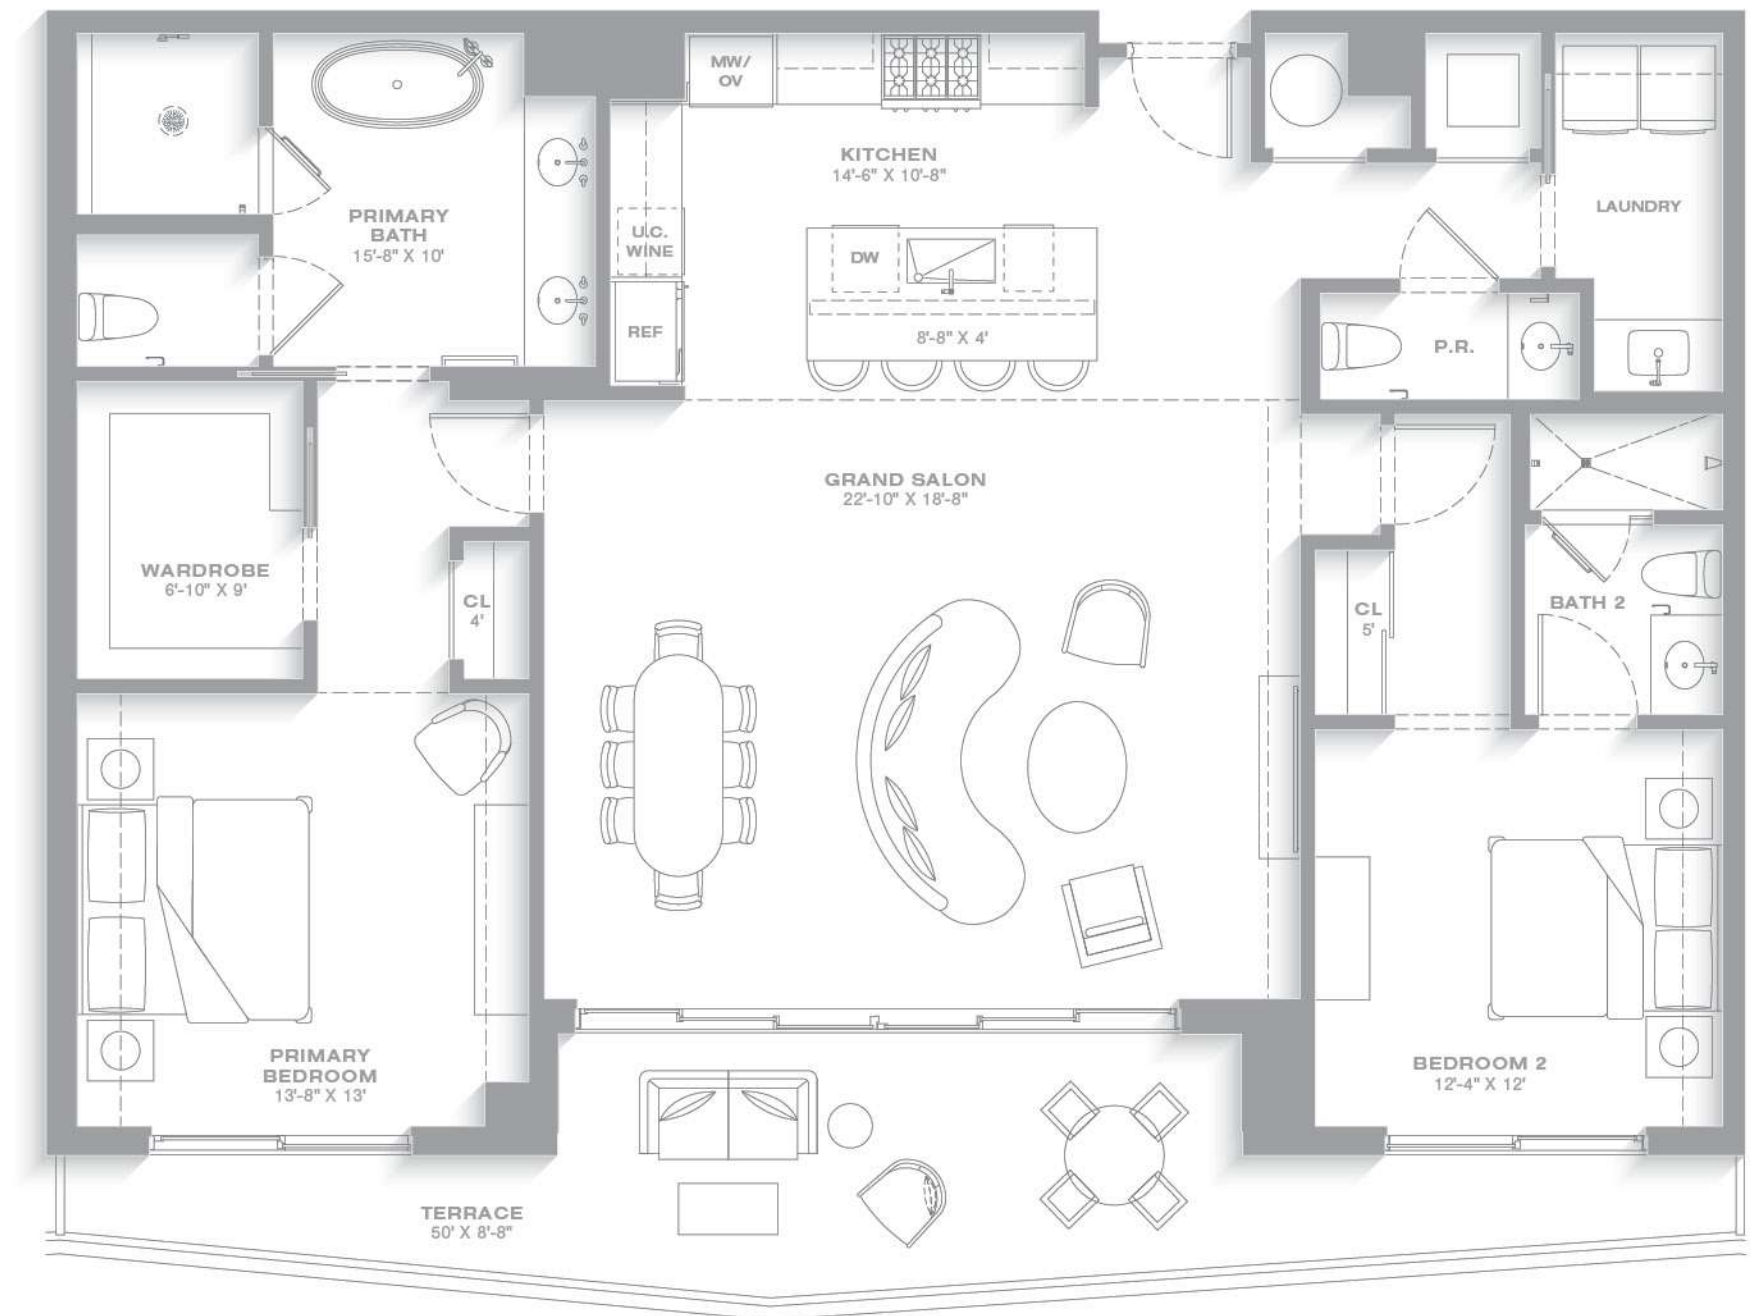 MW/
OV
KITCHEN
14'-6" X 10'-8"
PRIMARY
BATH
15'-8" X 10'
U.C.
WINE
DW
LAUNDRY
REF
8'-8" X 4'
P.R.
GRAND SALON
22'-10" X 18'-8"
WARDROBE
6'-10" X 9'
CL
4'
CL
5'
BATH 2
PRIMARY
BEDROOM
13'-8" X 13'
BEDROOM 2
12'-4" X 12'
TERRACE
50' X 8'-8"